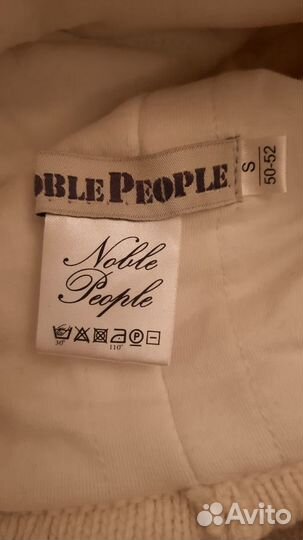 OBLE PEOPLE
S
50-52
Noble
People
30°
110°
P
Avito